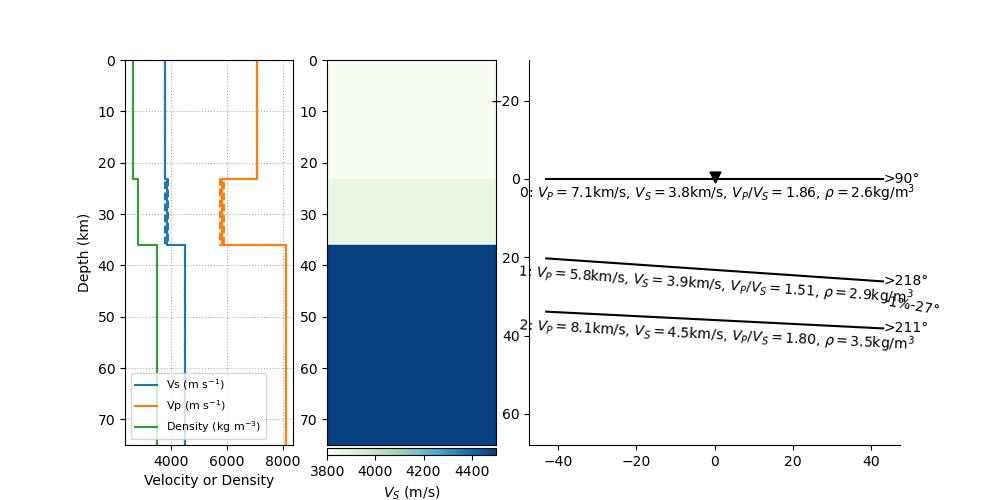 0
10
20
30
40
50
60
70
Depth (km)
4000 6000 8000
Velocity or Density
Vs (m s⁻¹)
Vp (m s⁻¹)
Density (kg m⁻³)
0
10
20
30
40
50
60
70
3800 4000 4200 4400
V_S (m/s)
−20
0
20
40
60
−40 −20 0 20 40
>90°
0: V_P = 7.1km/s, V_S = 3.8km/s, V_P/V_S = 1.86, ρ = 2.6kg/m³
>218°
1: V_P = 5.8km/s, V_S = 3.9km/s, V_P/V_S = 1.51, ρ = 2.9kg/m³
-1%-27°
>211°
2: V_P = 8.1km/s, V_S = 4.5km/s, V_P/V_S = 1.80, ρ = 3.5kg/m³